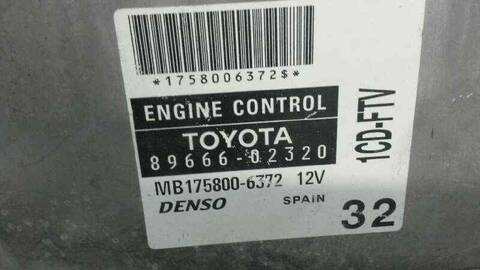 *1758006372$*
ENGINE CONTROL
TOYOTA
89666-02320
MB175800-6372 12V
DENSO SPAIN 32
1CD-FTV